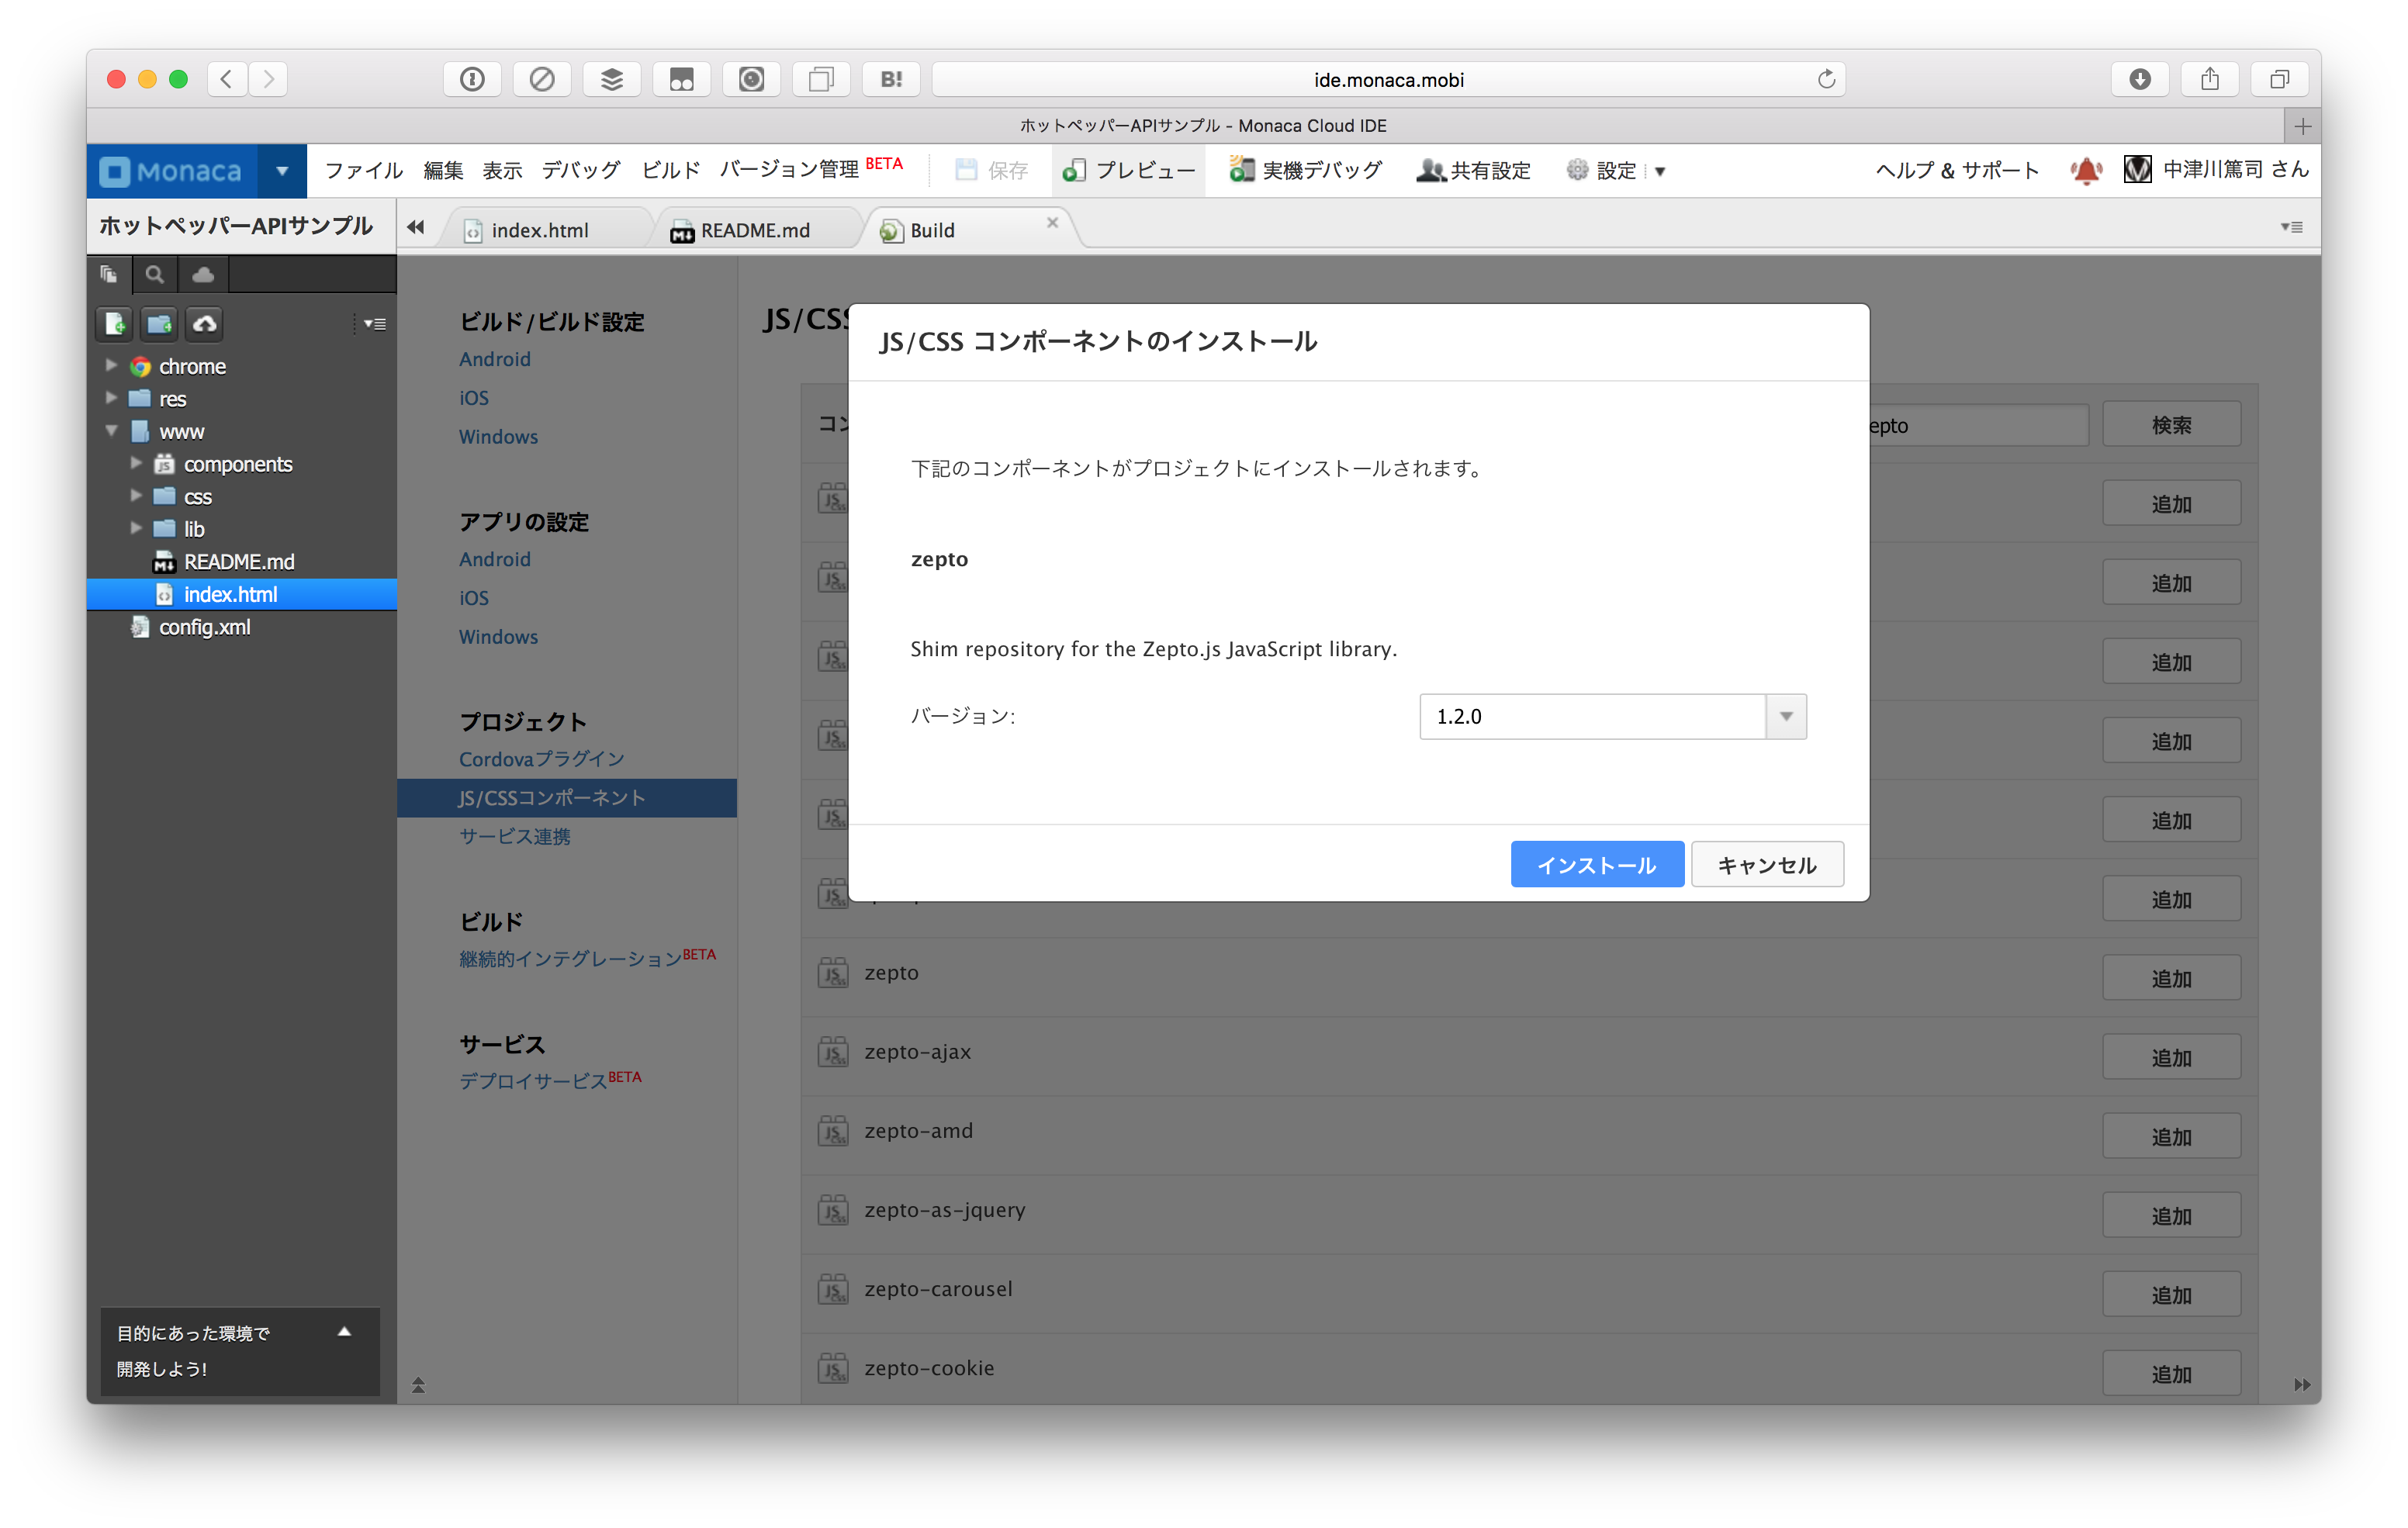 B!
ide.monaca.mobi
ホットペッパーAPIサンプル - Monaca Cloud IDE
Monaca
ファイル 編集 表示 デバッグ ビルド バージョン管理 BETA 保存 プレビュー 実機デバッグ 共有設定 設定 ヘルプ & サポート 中津川篤司 さん
ホットペッパーAPIサンプル
index.html README.md Build
chrome
res
www
components
css
lib
README.md
index.html
config.xml
目的にあった環境で
開発しよう!
ビルド/ビルド設定
Android
iOS
Windows
アプリの設定
Android
iOS
Windows
プロジェクト
Cordovaプラグイン
JS/CSSコンポーネント
サービス連携
ビルド
継続的インテグレーションBETA
サービス
デプロイサービスBETA
JS/CSS
コン
epto 検索
追加
追加
追加
追加
追加
追加
JS/CSS コンポーネントのインストール
下記のコンポーネントがプロジェクトにインストールされます。
zepto
Shim repository for the Zepto.js JavaScript library.
バージョン: 1.2.0
インストール キャンセル
zepto 追加
zepto-ajax 追加
zepto-amd 追加
zepto-as-jquery 追加
zepto-carousel 追加
zepto-cookie 追加